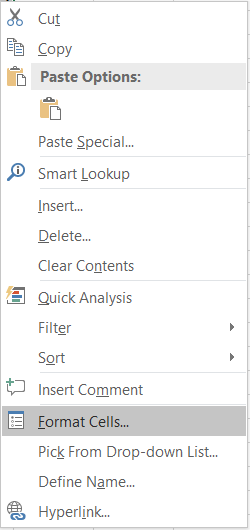 Cut
Copy
Paste Options:
Paste Special...
Smart Lookup
Insert...
Delete...
Clear Contents
Quick Analysis
Filter
Sort
Insert Comment
Format Cells...
Pick From Drop-down List...
Define Name...
Hyperlink...